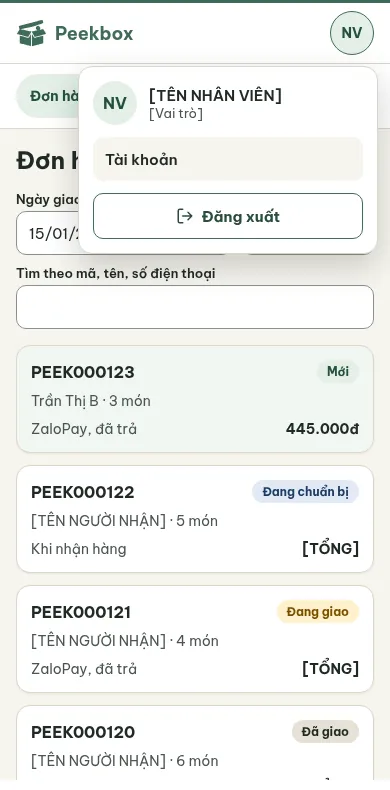 Peekbox
NV
Đơn hà
NV
[TÊN NHÂN VIÊN]
[Vai trò]
Tài khoản
Đăng xuất
Đơn h
Ngày giao
15/01/2
Tìm theo mã, tên, số điện thoại
PEEK000123
Mới
Trần Thị B · 3 món
ZaloPay, đã trả
445.000đ
PEEK000122
Đang chuẩn bị
[TÊN NGƯỜI NHẬN] · 5 món
Khi nhận hàng
[TỔNG]
PEEK000121
Đang giao
[TÊN NGƯỜI NHẬN] · 4 món
ZaloPay, đã trả
[TỔNG]
PEEK000120
Đã giao
[TÊN NGƯỜI NHẬN] · 6 món